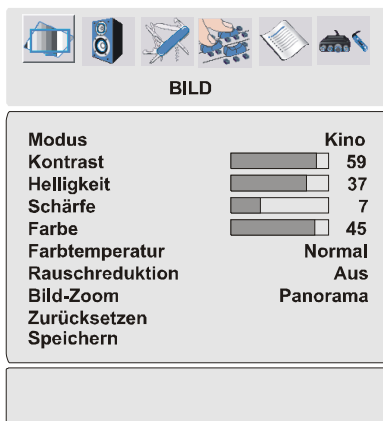 BILD
Modus Kino
Kontrast 59
Helligkeit 37
Schärfe 7
Farbe 45
Farbtemperatur Normal
Rauschreduktion Aus
Bild-Zoom Panorama
Zurücksetzen
Speichern